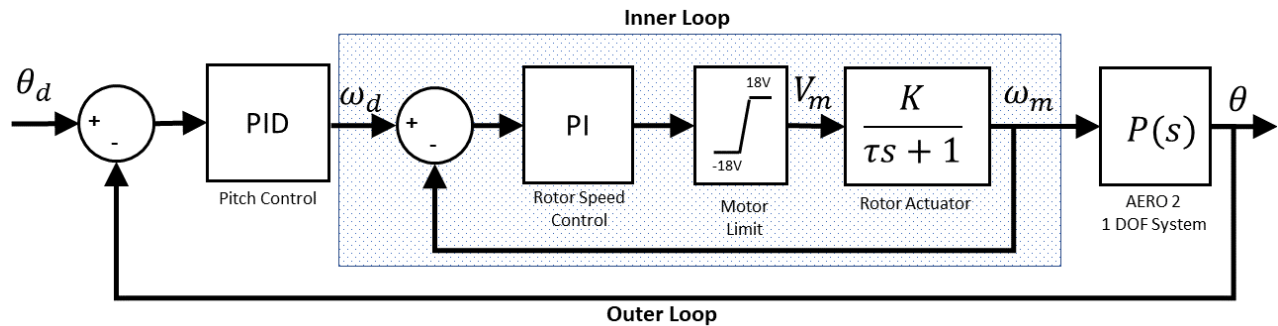 Inner Loop
θd
+
-
PID
Pitch Control
ωd
+
-
PI
Rotor Speed
Control
18V
-18V
Motor
Limit
Vm
K
τs + 1
Rotor Actuator
ωm
P(s)
AERO 2
1 DOF System
θ
Outer Loop